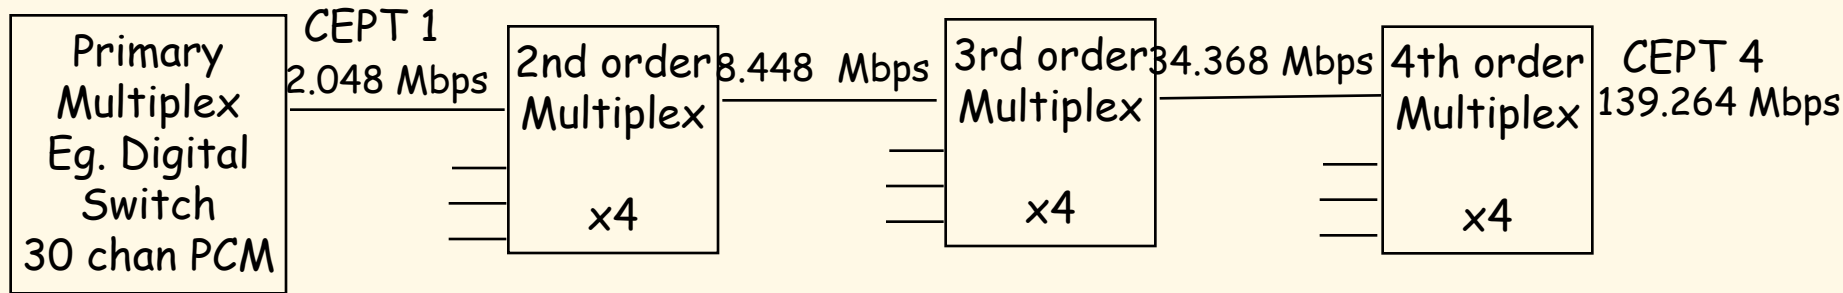 Primary
Multiplex
Eg. Digital
Switch
30 chan PCM
CEPT 1
2.048 Mbps
2nd order
Multiplex
x4
8.448 Mbps
3rd order
Multiplex
x4
34.368 Mbps
4th order
Multiplex
x4
CEPT 4
139.264 Mbps